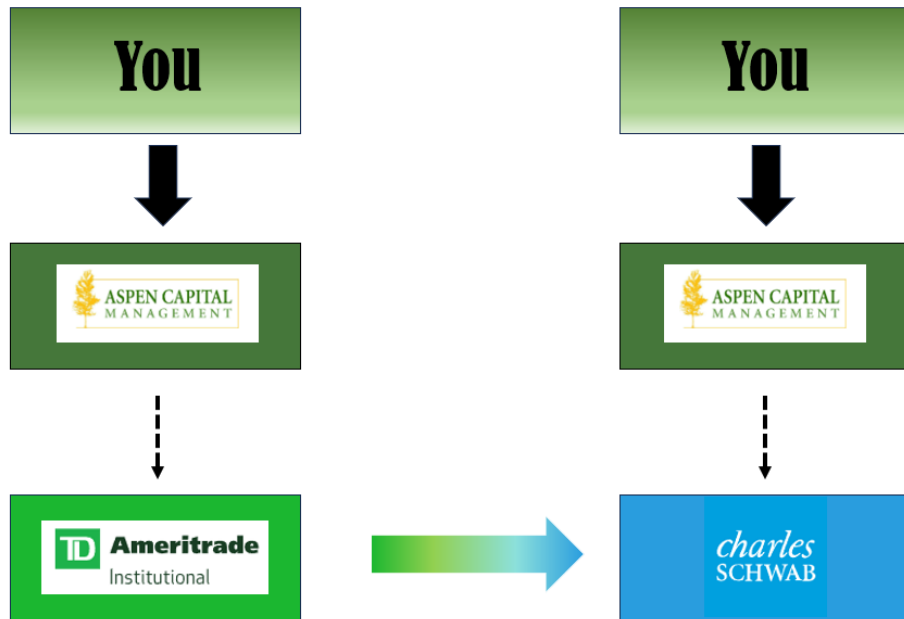 You
You
ASPEN CAPITAL
MANAGEMENT
ASPEN CAPITAL
MANAGEMENT
TD Ameritrade
Institutional
charles
SCHWAB